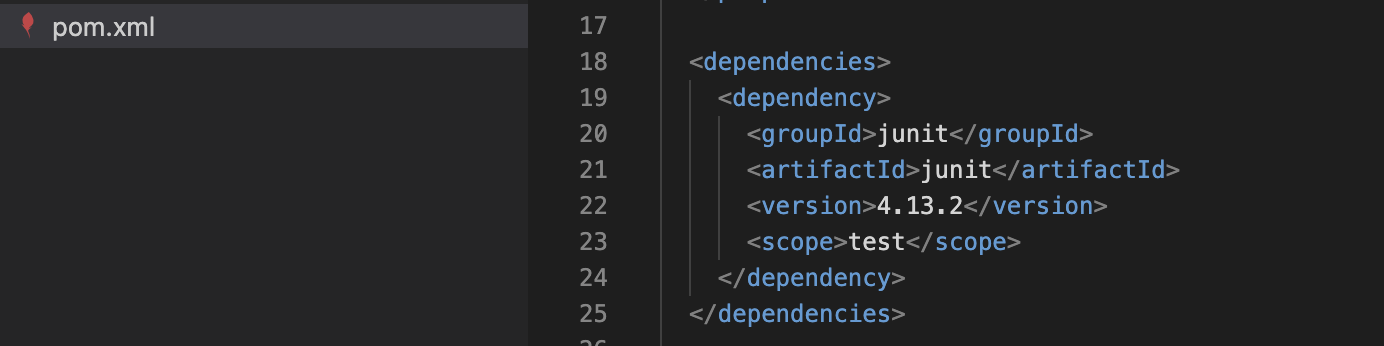 pom.xml
17
18 <dependencies>
19 <dependency>
20 <groupId>junit</groupId>
21 <artifactId>junit</artifactId>
22 <version>4.13.2</version>
23 <scope>test</scope>
24 </dependency>
25 </dependencies>